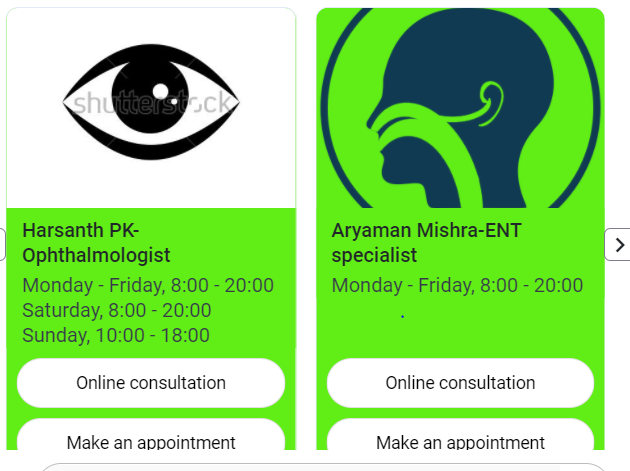 shutterstock
Harsanth PK-
Ophthalmologist
Monday - Friday, 8:00 - 20:00
Saturday, 8:00 - 20:00
Sunday, 10:00 - 18:00
Online consultation
Make an appointment
Aryaman Mishra-ENT
specialist
Monday - Friday, 8:00 - 20:00
.
Online consultation
Make an appointment